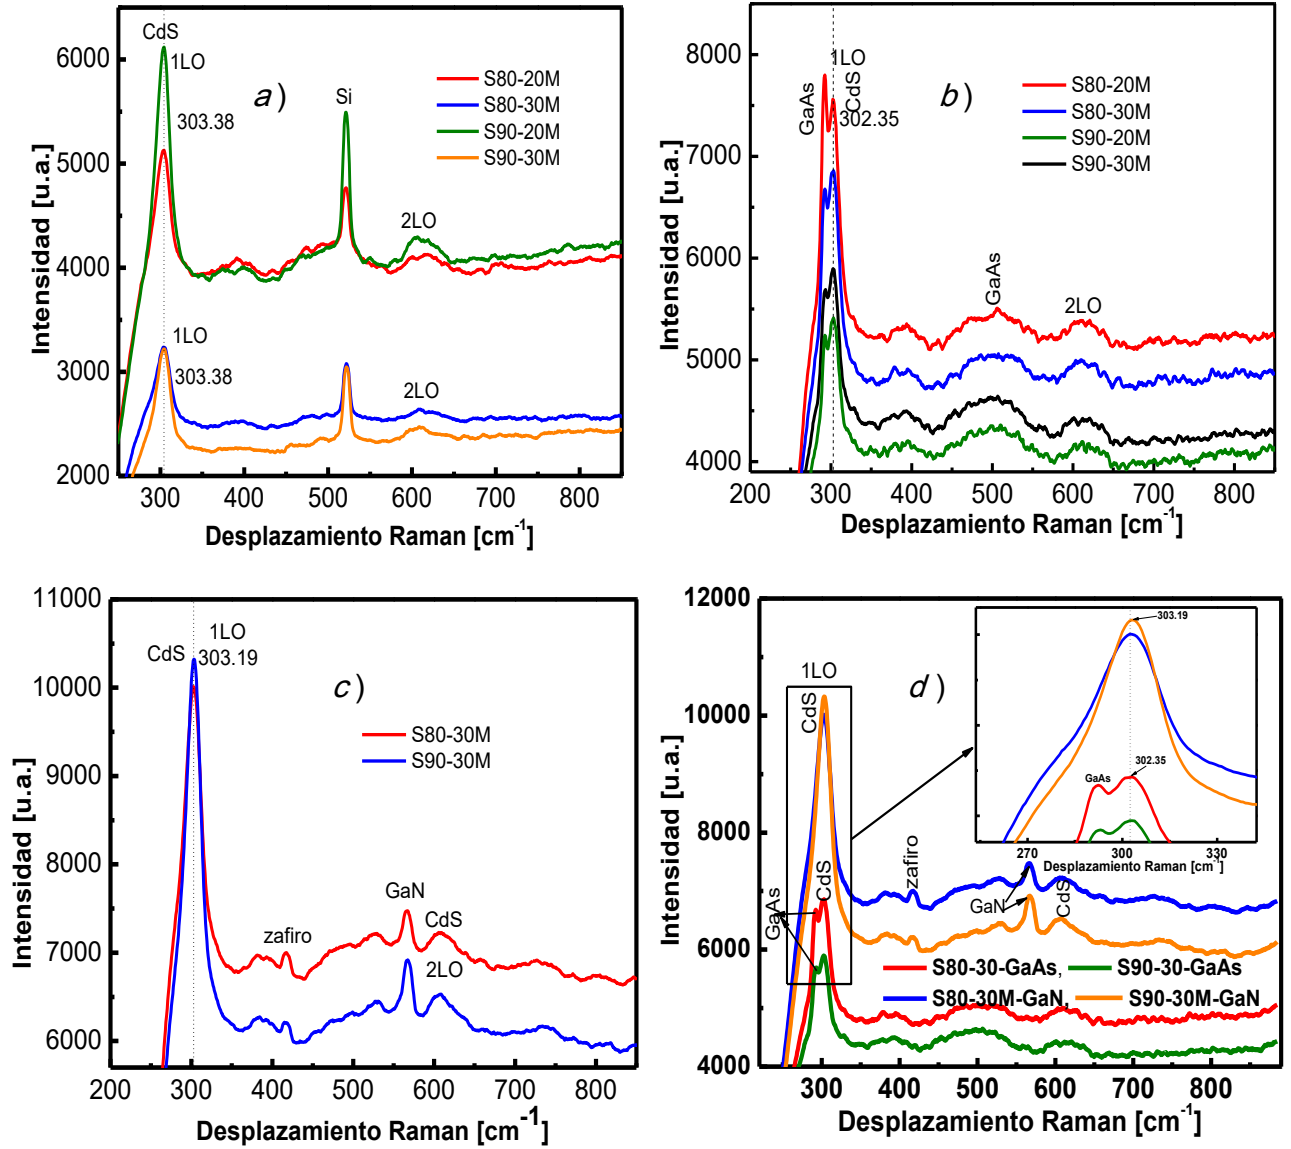 CdS
1LO
303.38
a)
Si
2LO
S80-20M
S80-30M
S90-20M
S90-30M
1LO
303.38
2LO
6000
5000
4000
3000
2000
Intensidad [u.a.]
300 400 500 600 700 800
Desplazamiento Raman [cm-1]
1LO
GaAs
CdS
302.35
b)
S80-20M
S80-30M
S90-20M
S90-30M
GaAs
2LO
8000
7000
6000
5000
4000
Intensidad [u.a.]
200 300 400 500 600 700 800
Desplazamiento Raman [cm-1]
1LO
CdS 303.19
c)
S80-30M
S90-30M
zafiro
GaN
CdS
2LO
11000
10000
9000
8000
7000
6000
Intensidad [u.a.]
200 300 400 500 600 700 800
Desplazamiento Raman [cm-1]
1LO
CdS
d)
303.19
GaAs
302.35
270 300 330
Desplazamiento Raman [cm-1]
GaAs
CdS
zafiro
GaN
CdS
S80-30-GaAs, S90-30-GaAs
S80-30M-GaN, S90-30M-GaN
12000
10000
8000
6000
4000
Intensidad [u.a.]
300 400 500 600 700 800
Desplazamiento Raman [cm-1]